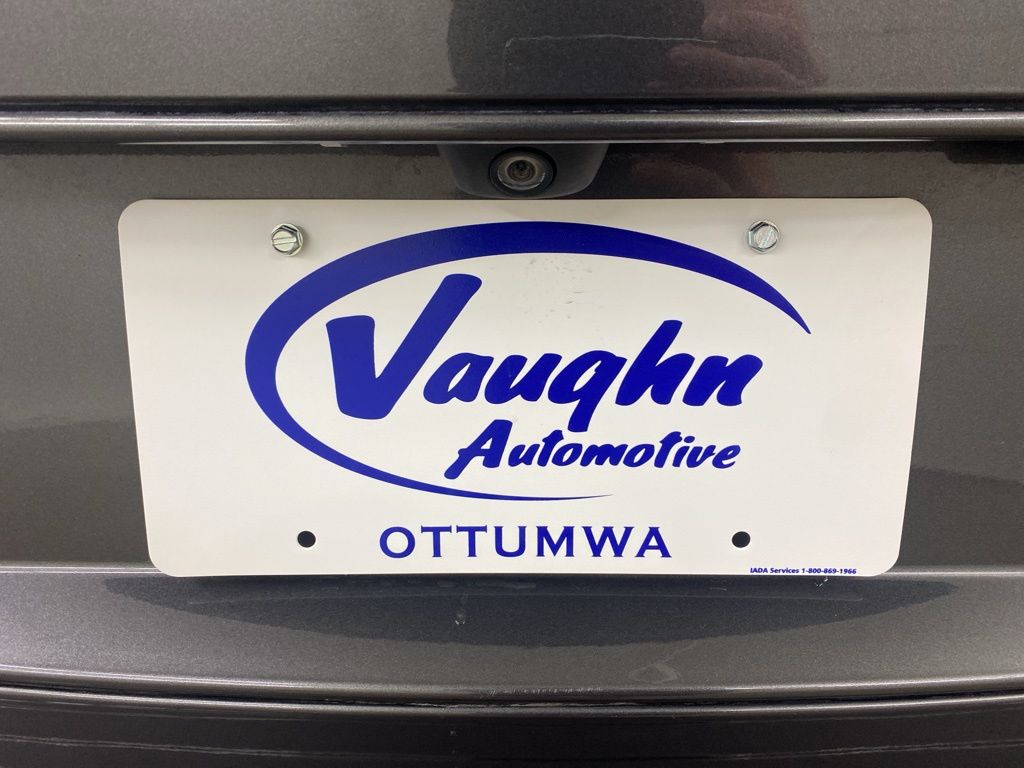 Vaughn
Automotive
OTTUMWA
IADA Services 1-800-869-1966